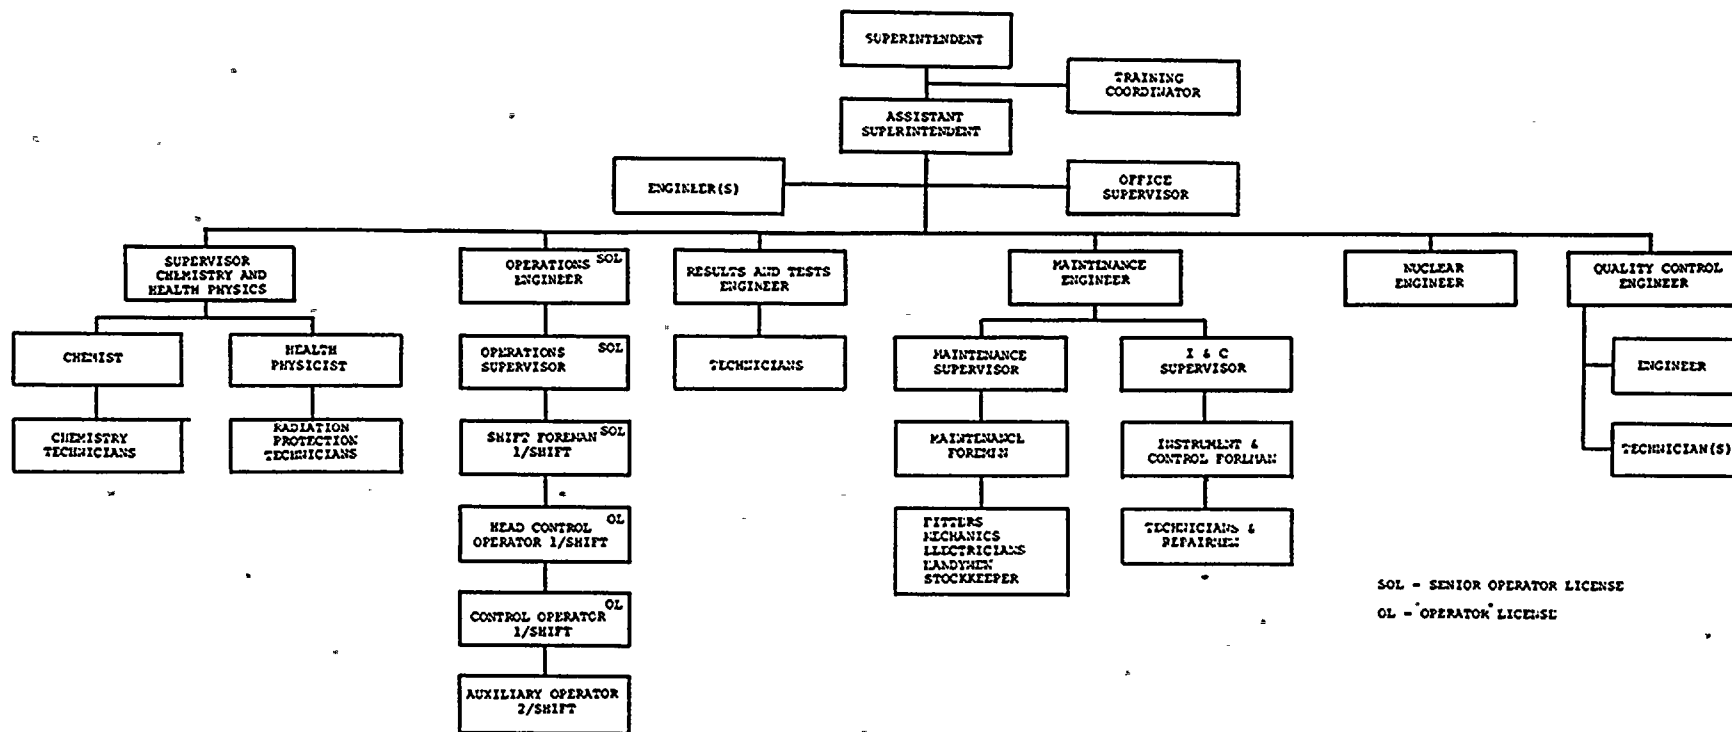 SUPERINTENDENT
TRAINING
COORDINATOR
ASSISTANT
SUPERINTENDENT
ENGINEER(S)
OFFICE
SUPERVISOR
SUPERVISOR
CHEMISTRY AND
HEALTH PHYSICS
OPERATIONS SOL
ENGINEER
RESULTS AND TESTS
ENGINEER
MAINTENANCE
ENGINEER
NUCLEAR
ENGINEER
QUALITY CONTROL
ENGINEER
CHEMIST
HEALTH
PHYSICIST
OPERATIONS SOL
SUPERVISOR
TECHNICIANS
MAINTENANCE
SUPERVISOR
I & C
SUPERVISOR
ENGINEER
CHEMISTRY
TECHNICIANS
RADIATION
PROTECTION
TECHNICIANS
SHIFT FOREMAN SOL
1/SHIFT
MAINTENANCE
FOREMEN
INSTRUMENT &
CONTROL FOREMAN
TECHNICIAN(S)
HEAD CONTROL OL
OPERATOR 1/SHIFT
FITTERS
MECHANICS
ELECTRICIANS
HANDYMEN
STOCKKEEPER
TECHNICIANS &
REPAIRMEN
CONTROL OPERATOR OL
1/SHIFT
AUXILIARY OPERATOR
2/SHIFT
SOL - SENIOR OPERATOR LICENSE
OL - OPERATOR LICENSE